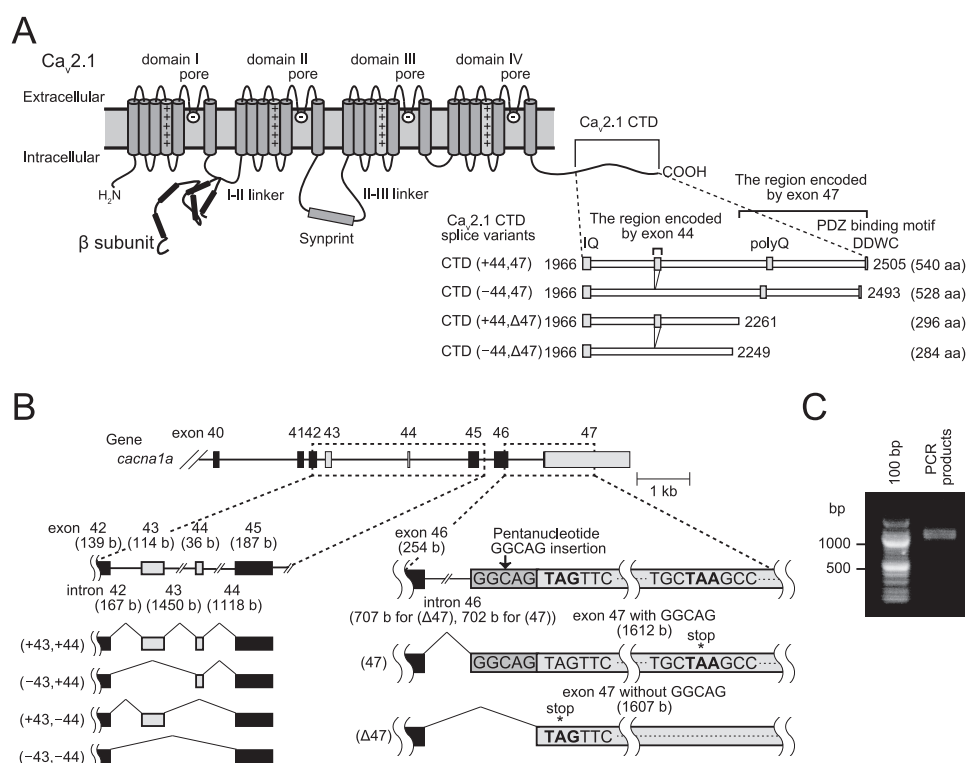 A
Cav2.1
domain I
pore
domain II
pore
domain III
pore
domain IV
pore
Extracellular
Intracellular
H2N
I-II linker
II-III linker
β subunit
Synprint
Cav2.1 CTD
COOH
The region encoded
by exon 47
Cav2.1 CTD
splice variants
The region encoded
by exon 44
PDZ binding motif
IQ
polyQ
DDWC
CTD (+44,47) 1966 2505 (540 aa)
CTD (−44,47) 1966 2493 (528 aa)
CTD (+44,Δ47) 1966 2261 (296 aa)
CTD (−44,Δ47) 1966 2249 (284 aa)
B
Gene
cacna1a
exon 40 41 42 43 44 45 46 47
1 kb
exon 42 43 44 45
(139 b) (114 b) (36 b) (187 b)
intron 42 43 44
(167 b) (1450 b) (1118 b)
(+43,+44)
(−43,+44)
(+43,−44)
(−43,−44)
exon 46
(254 b)
Pentanucleotide
GGCAG insertion
GGCAG TAGTTC TGCTAAGCC
intron 46
(707 b for (Δ47), 702 b for (47))
exon 47 with GGCAG
(1612 b)
stop
*
(47) GGCAG TAGTTC TGCTAAGCC
exon 47 without GGCAG
(1607 b)
stop
*
(Δ47) TAGTTC
C
100 bp
PCR
products
bp
1000
500